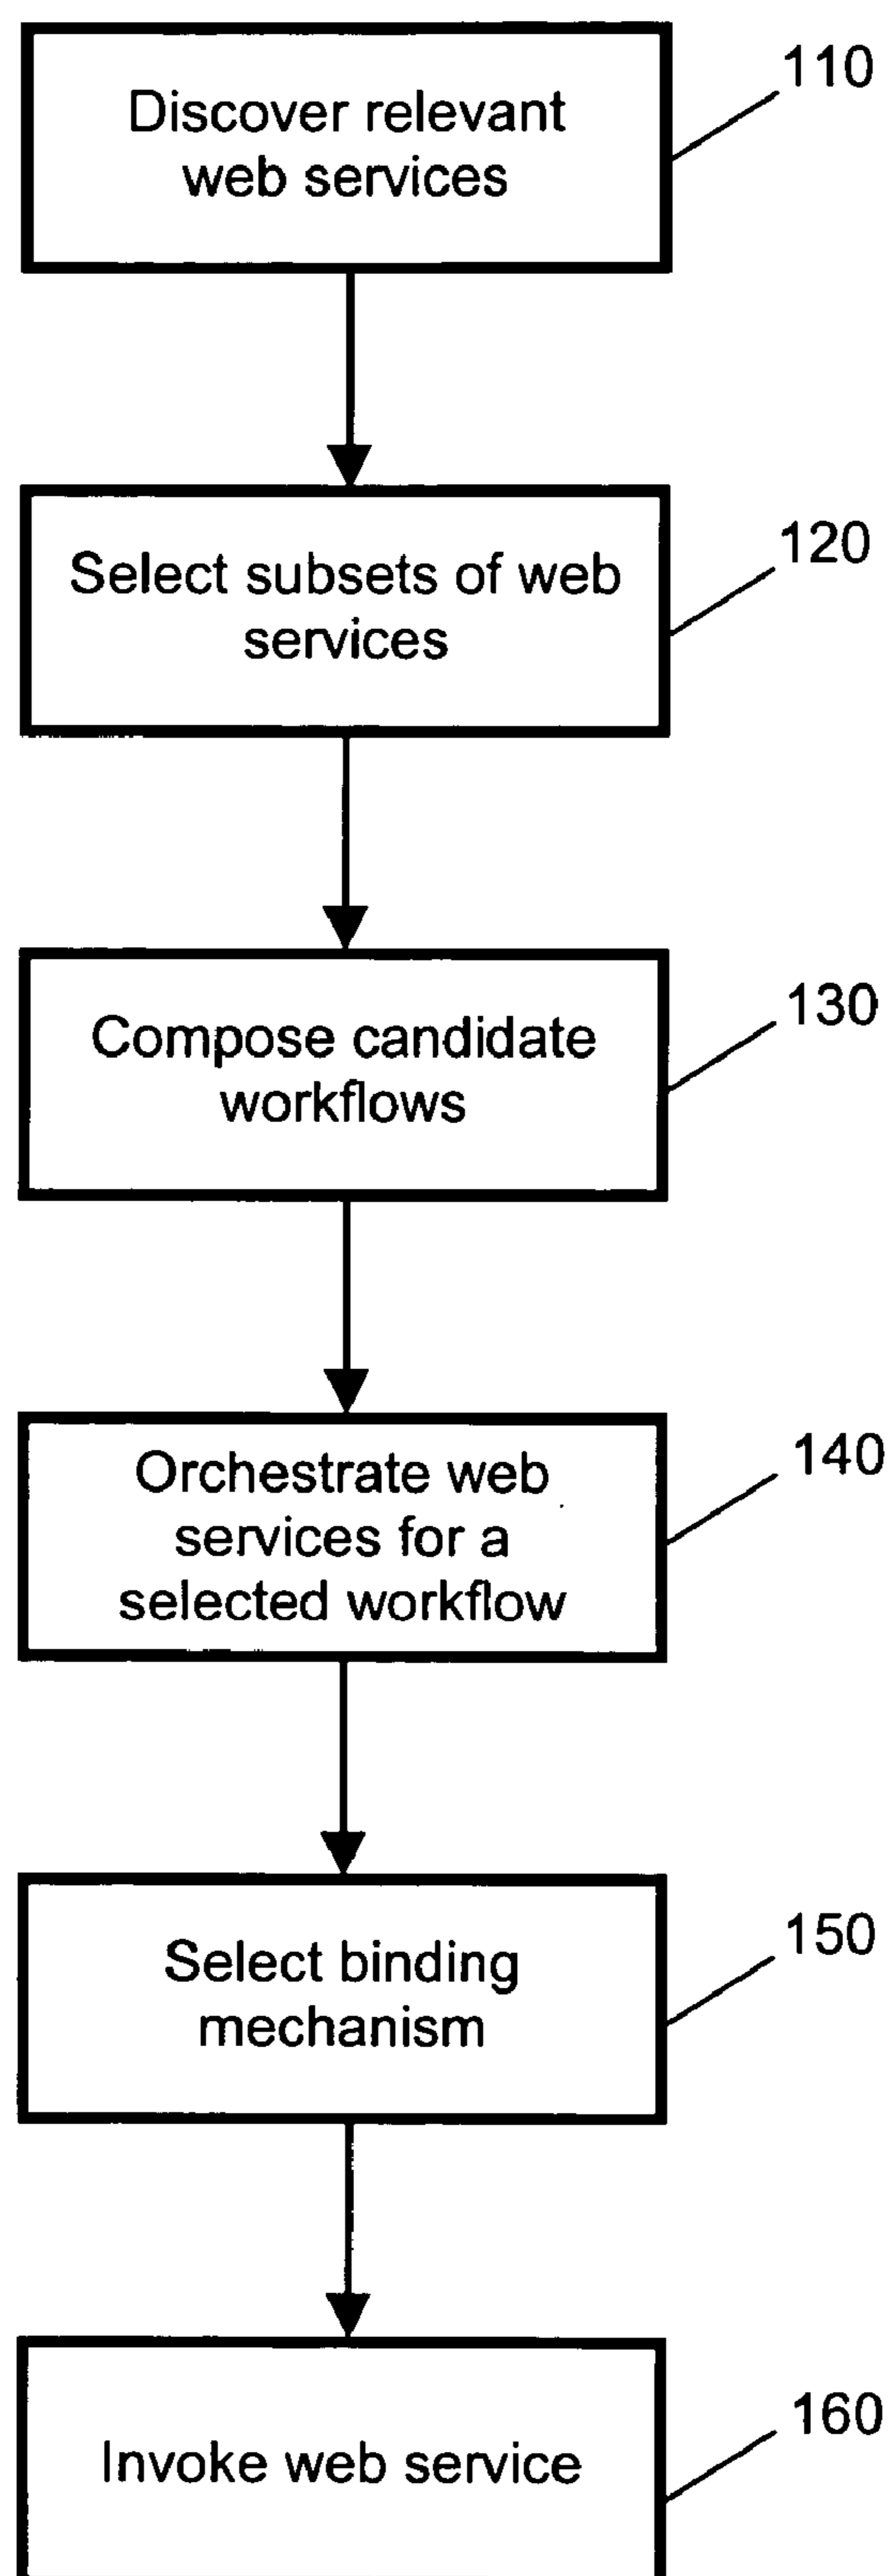 Discover relevant
web services
110
Select subsets of web
services
120
Compose candidate
workflows
130
Orchestrate web
services for a
selected workflow
140
Select binding
mechanism
150
Invoke web service
160